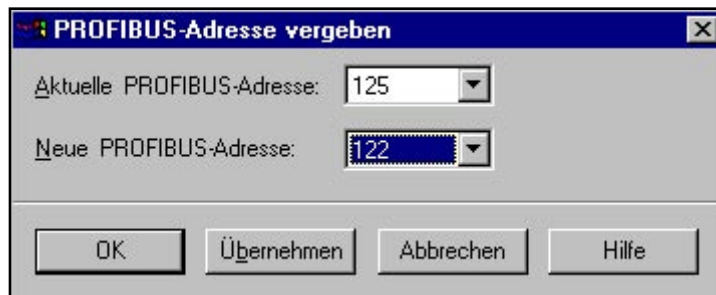 PROFIBUS-Adresse vergeben
Aktuelle PROFIBUS-Adresse: 125
Neue PROFIBUS-Adresse: 122
OK Übernehmen Abbrechen Hilfe